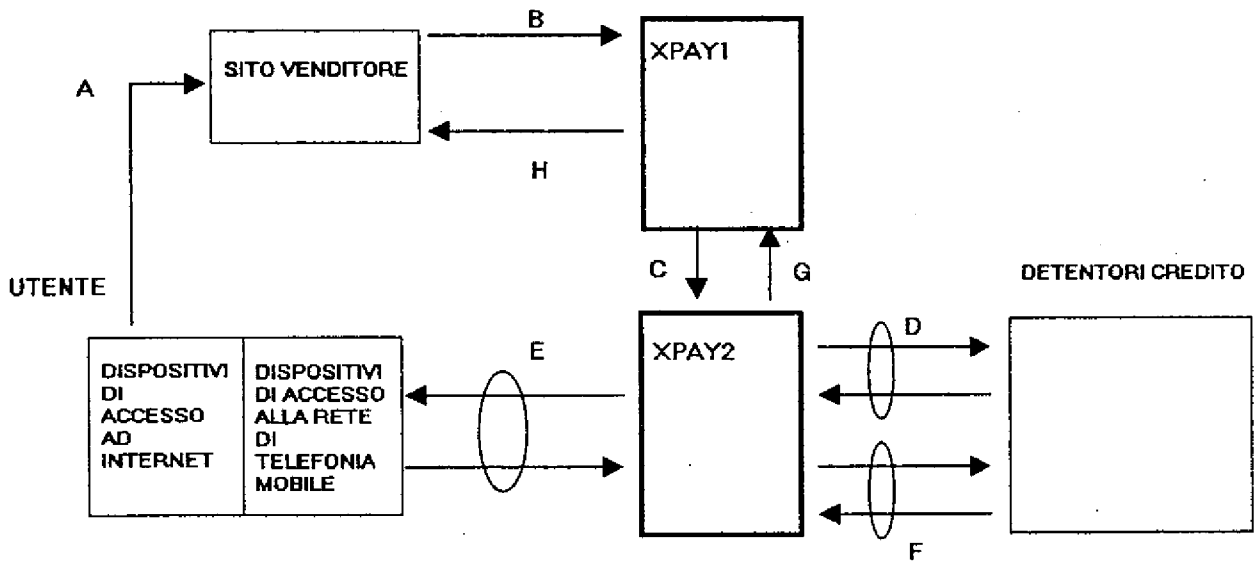 B
SITO VENDITORE
XPAY1
A
H
C
G
UTENTE
DETENTORI CREDITO
D
E
XPAY2
DISPOSITIVI
DI
ACCESSO
AD
INTERNET
DISPOSITIVI
DI ACCESSO
ALLA RETE
DI
TELEFONIA
MOBILE
F